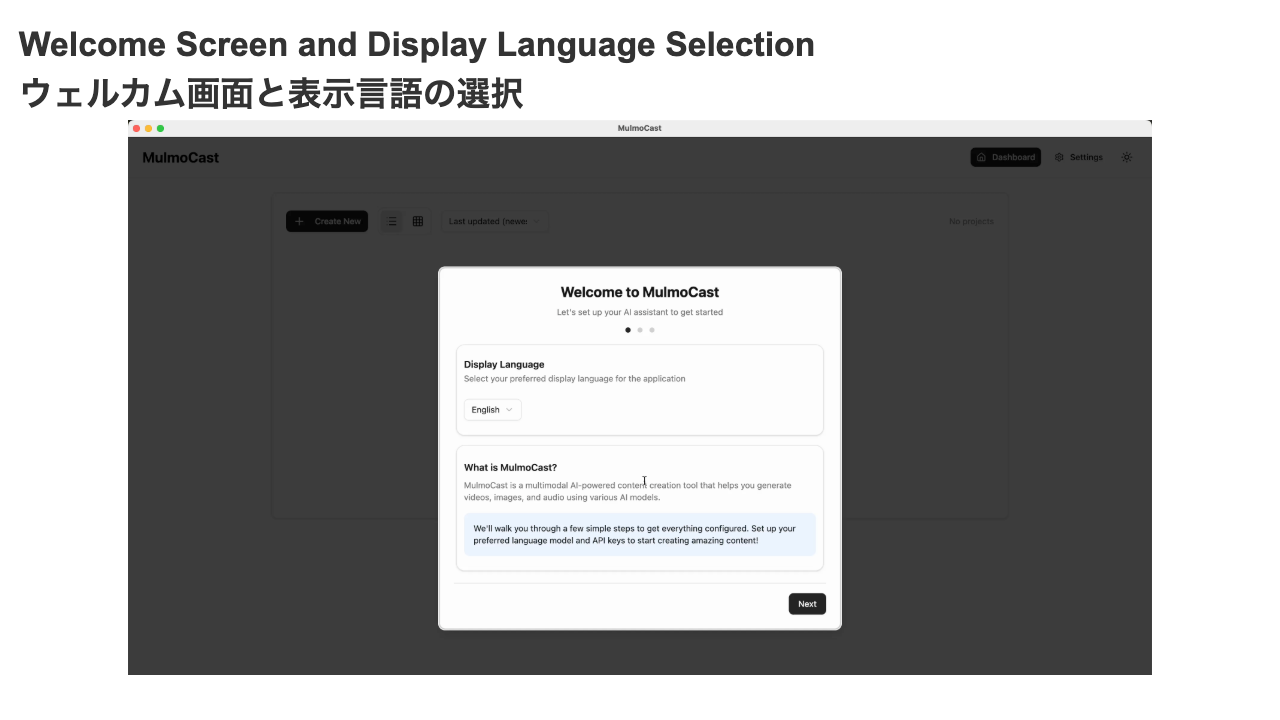 Welcome Screen and Display Language Selection
ウェルカム画面と表示言語の選択
MulmoCast
MulmoCast
Dashboard
Settings
Create New
Last updated (newe
No projects
Welcome to MulmoCast
Let's set up your AI assistant to get started
Display Language
Select your preferred display language for the application
English
What is MulmoCast?
MulmoCast is a multimodal AI-powered content creation tool that helps you generate
videos, images, and audio using various AI models.
We'll walk you through a few simple steps to get everything configured. Set up your
preferred language model and API keys to start creating amazing content!
Next